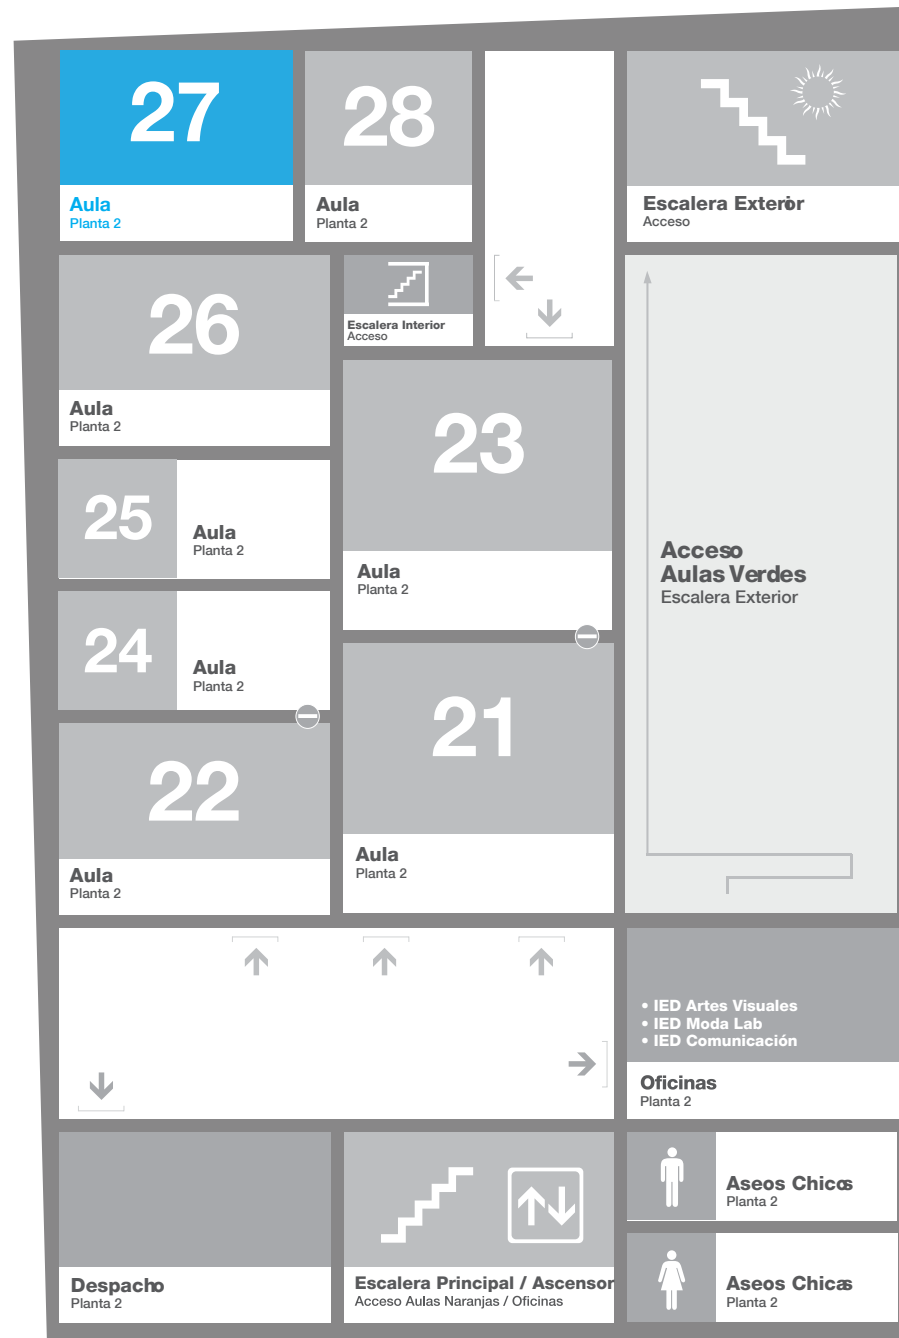 27
Aula
Planta 2
28
Aula
Planta 2
Escalera Exterior
Acceso
26
Aula
Planta 2
Escalera Interior
Acceso
23
Aula
Planta 2
25
Aula
Planta 2
24
Aula
Planta 2
Acceso
Aulas Verdes
Escalera Exterior
22
Aula
Planta 2
21
Aula
Planta 2
• IED Artes Visuales
• IED Moda Lab
• IED Comunicación
Oficinas
Planta 2
Despacho
Planta 2
Escalera Principal / Ascensor
Acceso Aulas Naranjas / Oficinas
Aseos Chicos
Planta 2
Aseos Chicas
Planta 2